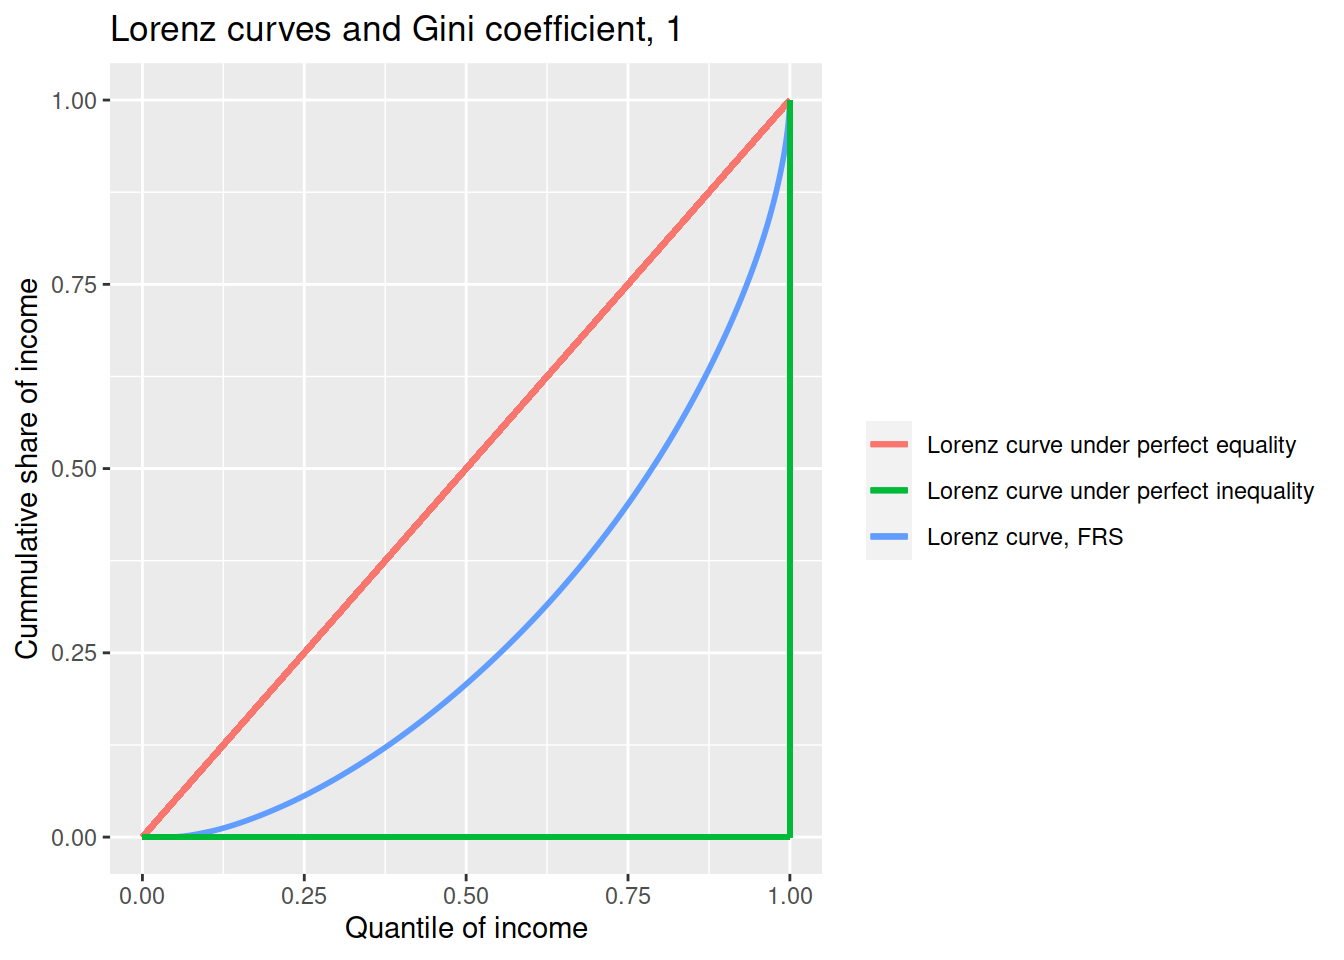 Lorenz curves and Gini coefficient, 1
Cummulative share of income
1.00
0.75
0.50
0.25
0.00
0.00 0.25 0.50 0.75 1.00
Quantile of income
Lorenz curve under perfect equality
Lorenz curve under perfect inequality
Lorenz curve, FRS